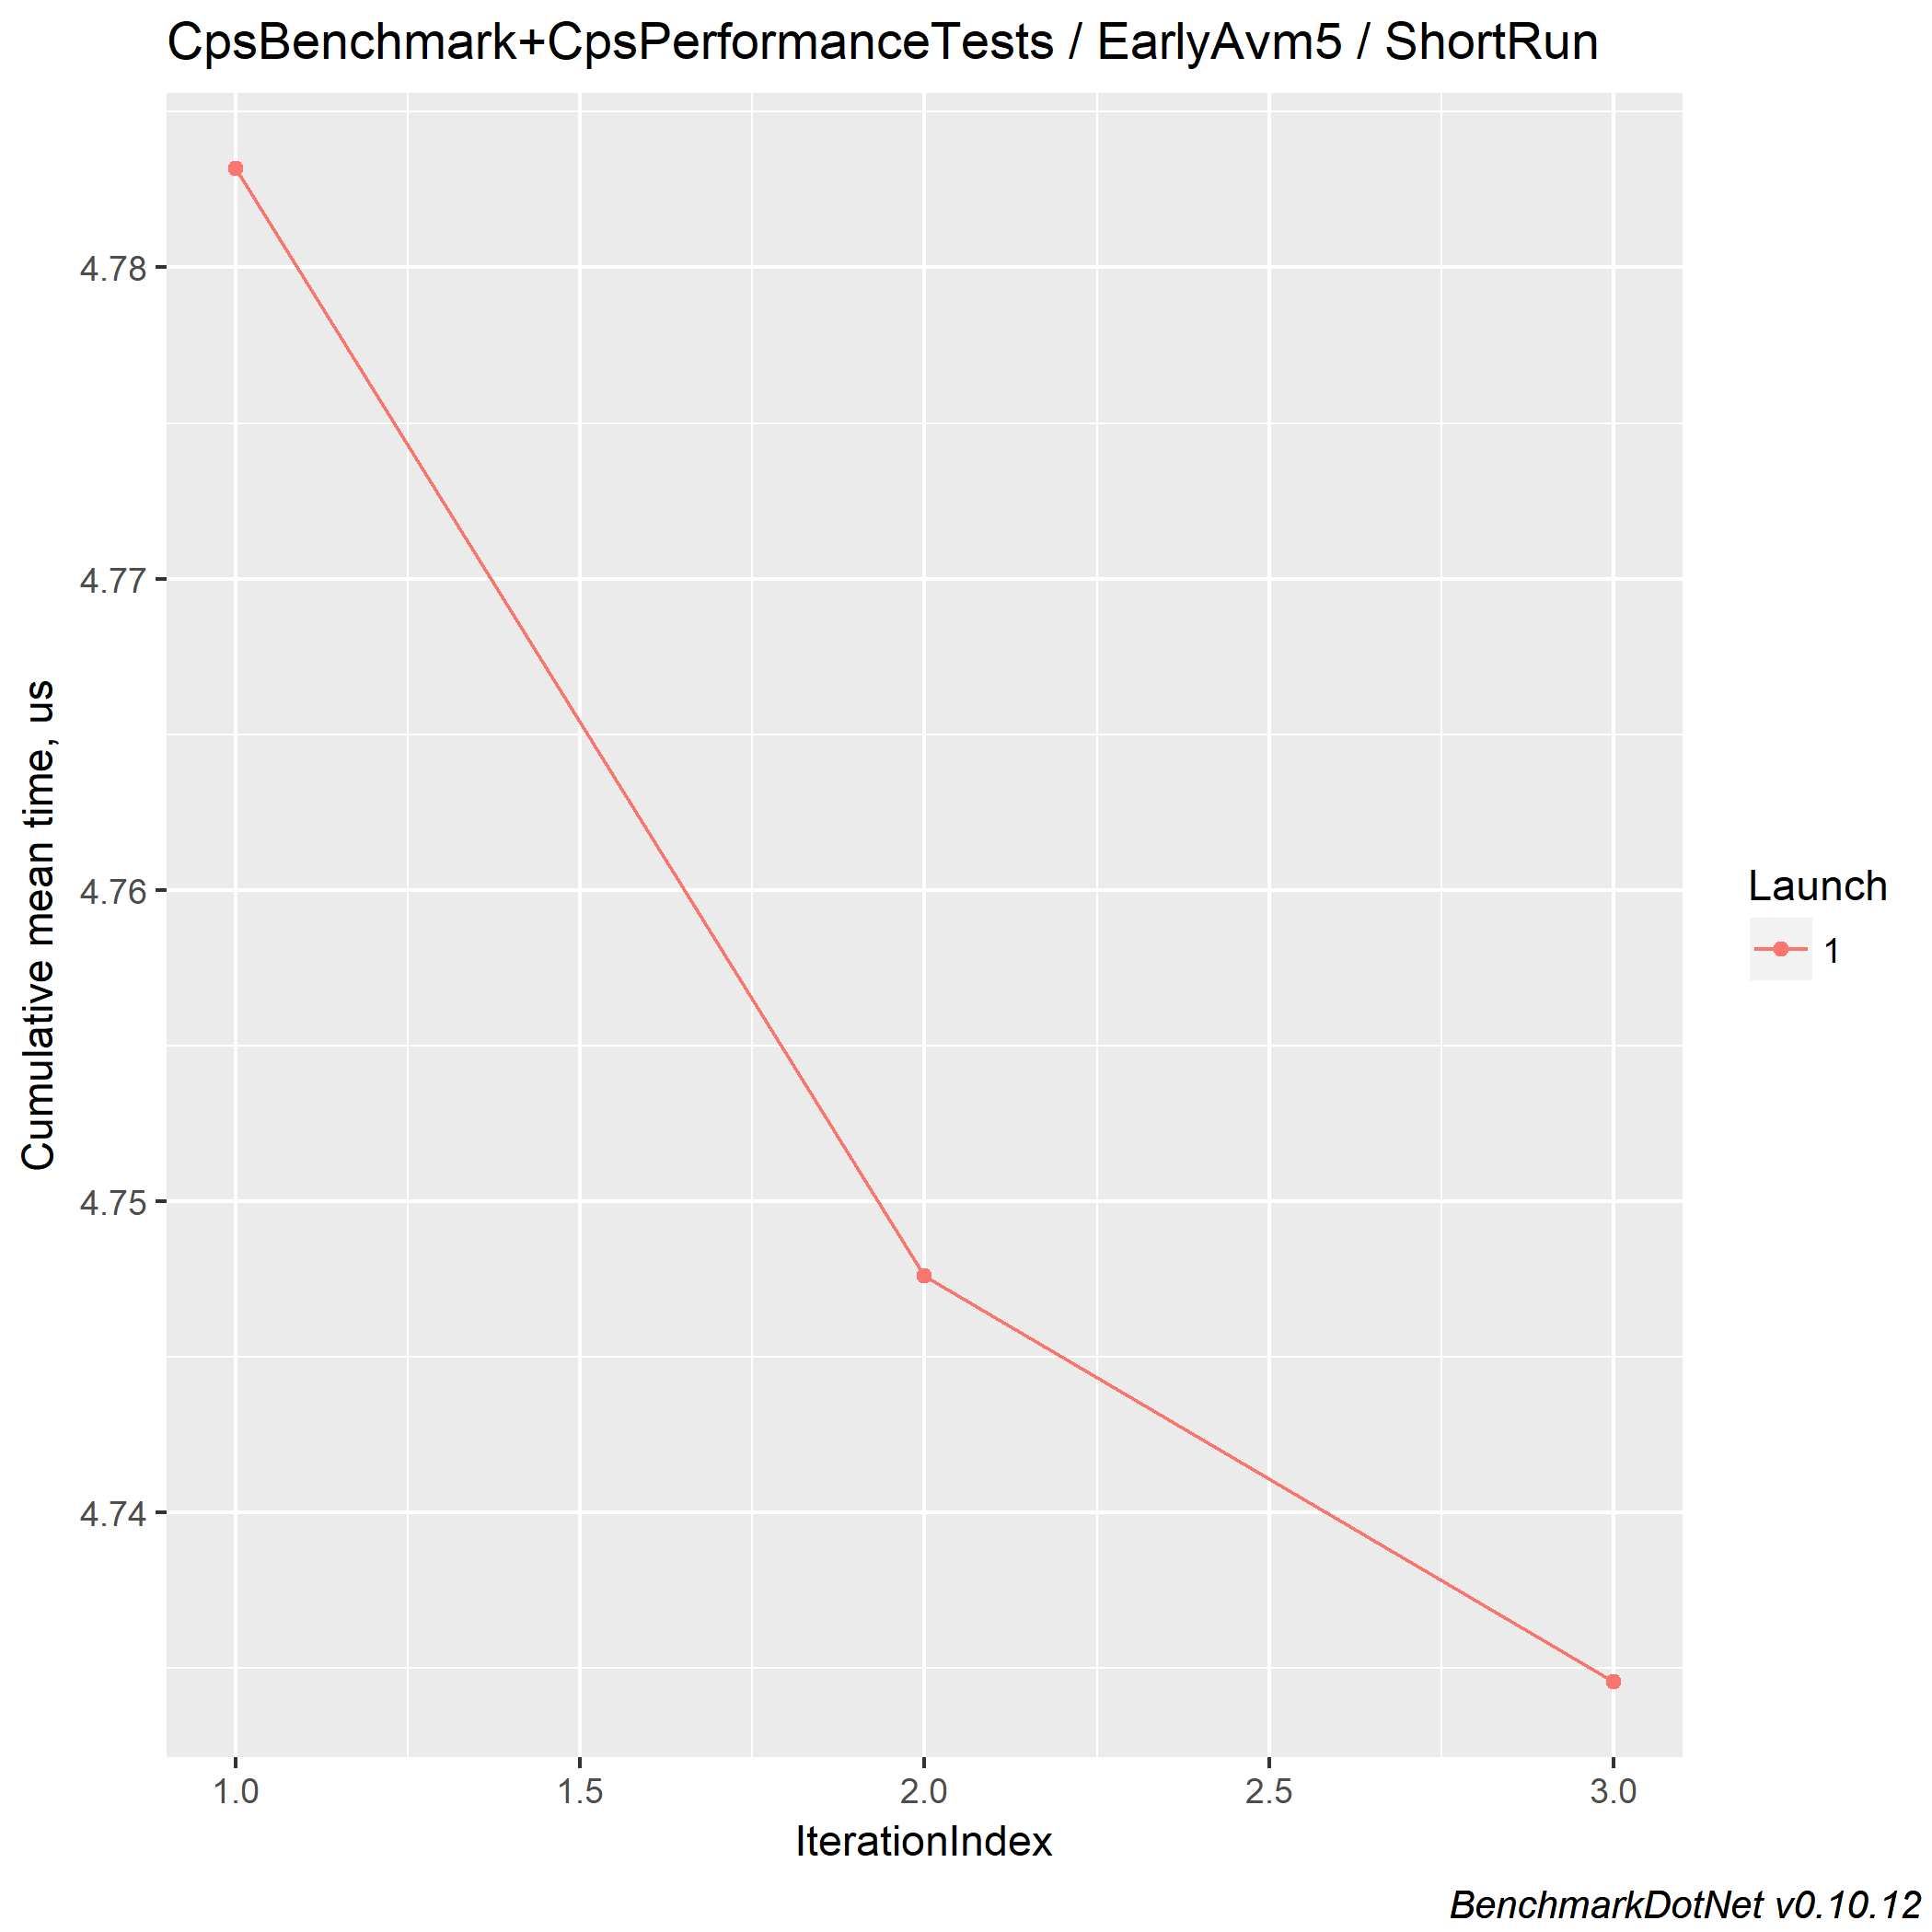 CpsBenchmark+CpsPerformanceTests / EarlyAvm5 / ShortRun
Cumulative mean time, us
4.78
4.77
4.76
4.75
4.74
1.0 1.5 2.0 2.5 3.0
IterationIndex
Launch
1
BenchmarkDotNet v0.10.12